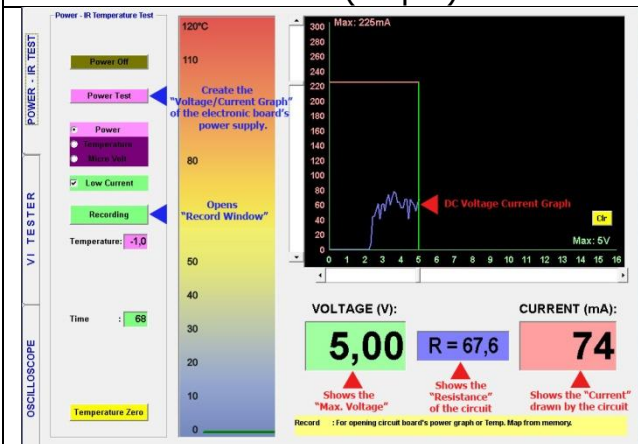 Power - IR Temperature Test
POWER - IR TEST
VI TESTER
OSCILLOSCOPE
Power Off
Power Test
Power
Temperature
Micro Volt
Low Current
Recording
Temperature: -1,0
Time : 68
Temperature Zero
120°C
110
80
60
50
40
30
20
10
0
Create the
"Voltage/Current Graph"
of the electronic board's
power supply.
Opens
"Record Window"
Max: 225mA
300
280
260
240
220
200
180
160
140
120
100
80
60
40
20
0
DC Voltage Current Graph
Clr
Max: 5V
0 1 2 3 4 5 6 7 8 9 10 11 12 13 14 15 16
VOLTAGE (V):
5,00
Shows the
"Max. Voltage"
R = 67,6
Shows the
"Resistance"
of the circuit
CURRENT (mA):
74
Shows the "Current"
drawn by the circuit
Record : For opening circuit board's power graph or Temp. Map from memory.